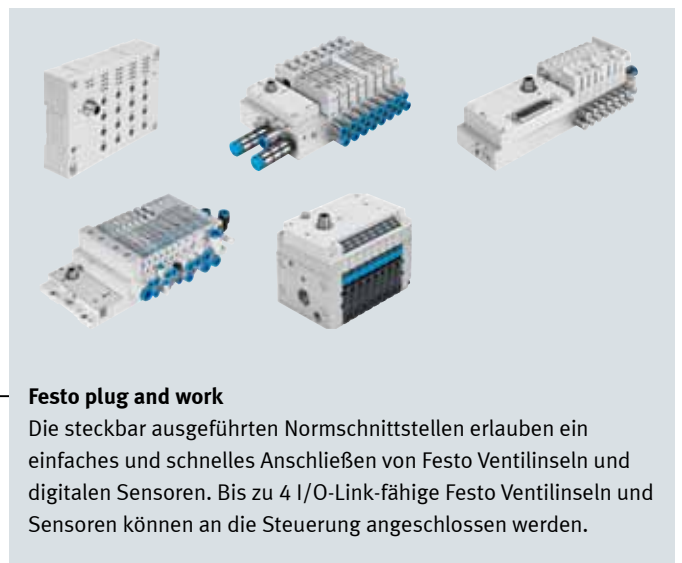 Festo plug and work
Die steckbar ausgeführten Normschnittstellen erlauben ein
einfaches und schnelles Anschließen von Festo Ventilinseln und
digitalen Sensoren. Bis zu 4 I/O-Link-fähige Festo Ventilinseln und
Sensoren können an die Steuerung angeschlossen werden.